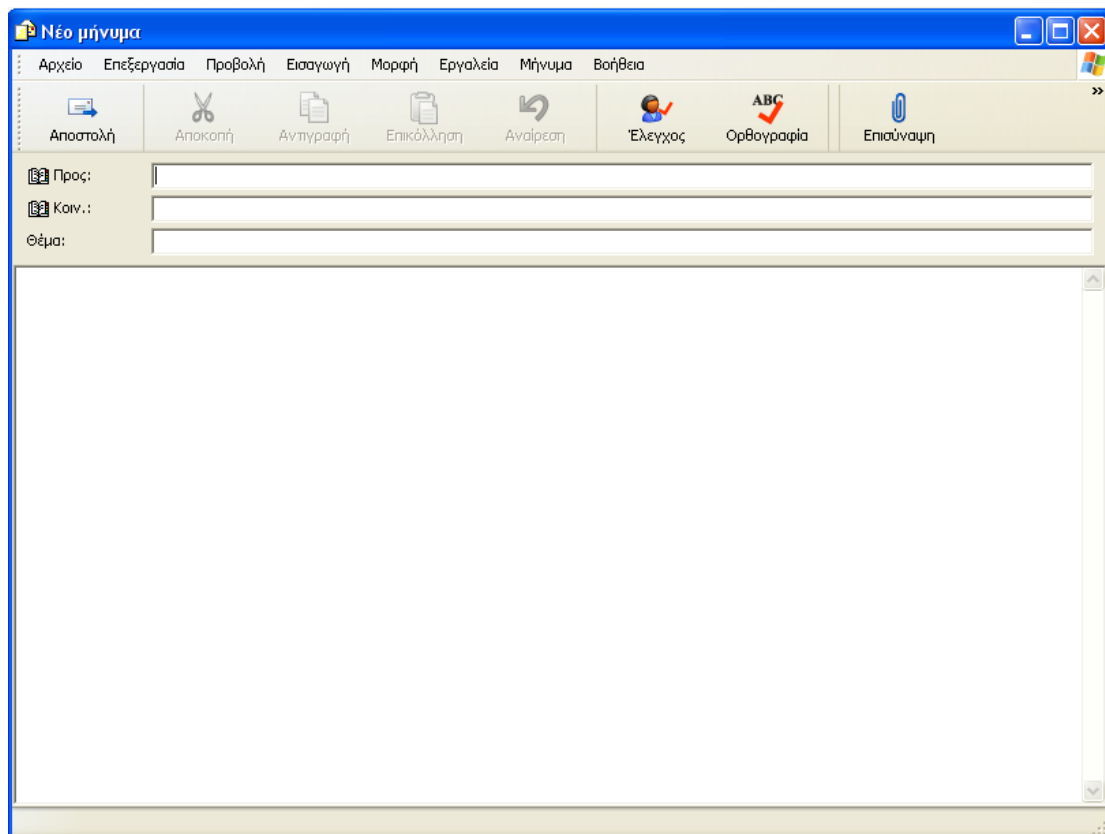 Νέο μήνυμα
Αρχείο Επεξεργασία Προβολή Εισαγωγή Μορφή Εργαλεία Μήνυμα Βοήθεια
Αποστολή Αποκοπή Αντιγραφή Επικόλληση Αναίρεση Έλεγχος ABC Ορθογραφία Επισύναψη »
Προς:
Κοιν.:
Θέμα: